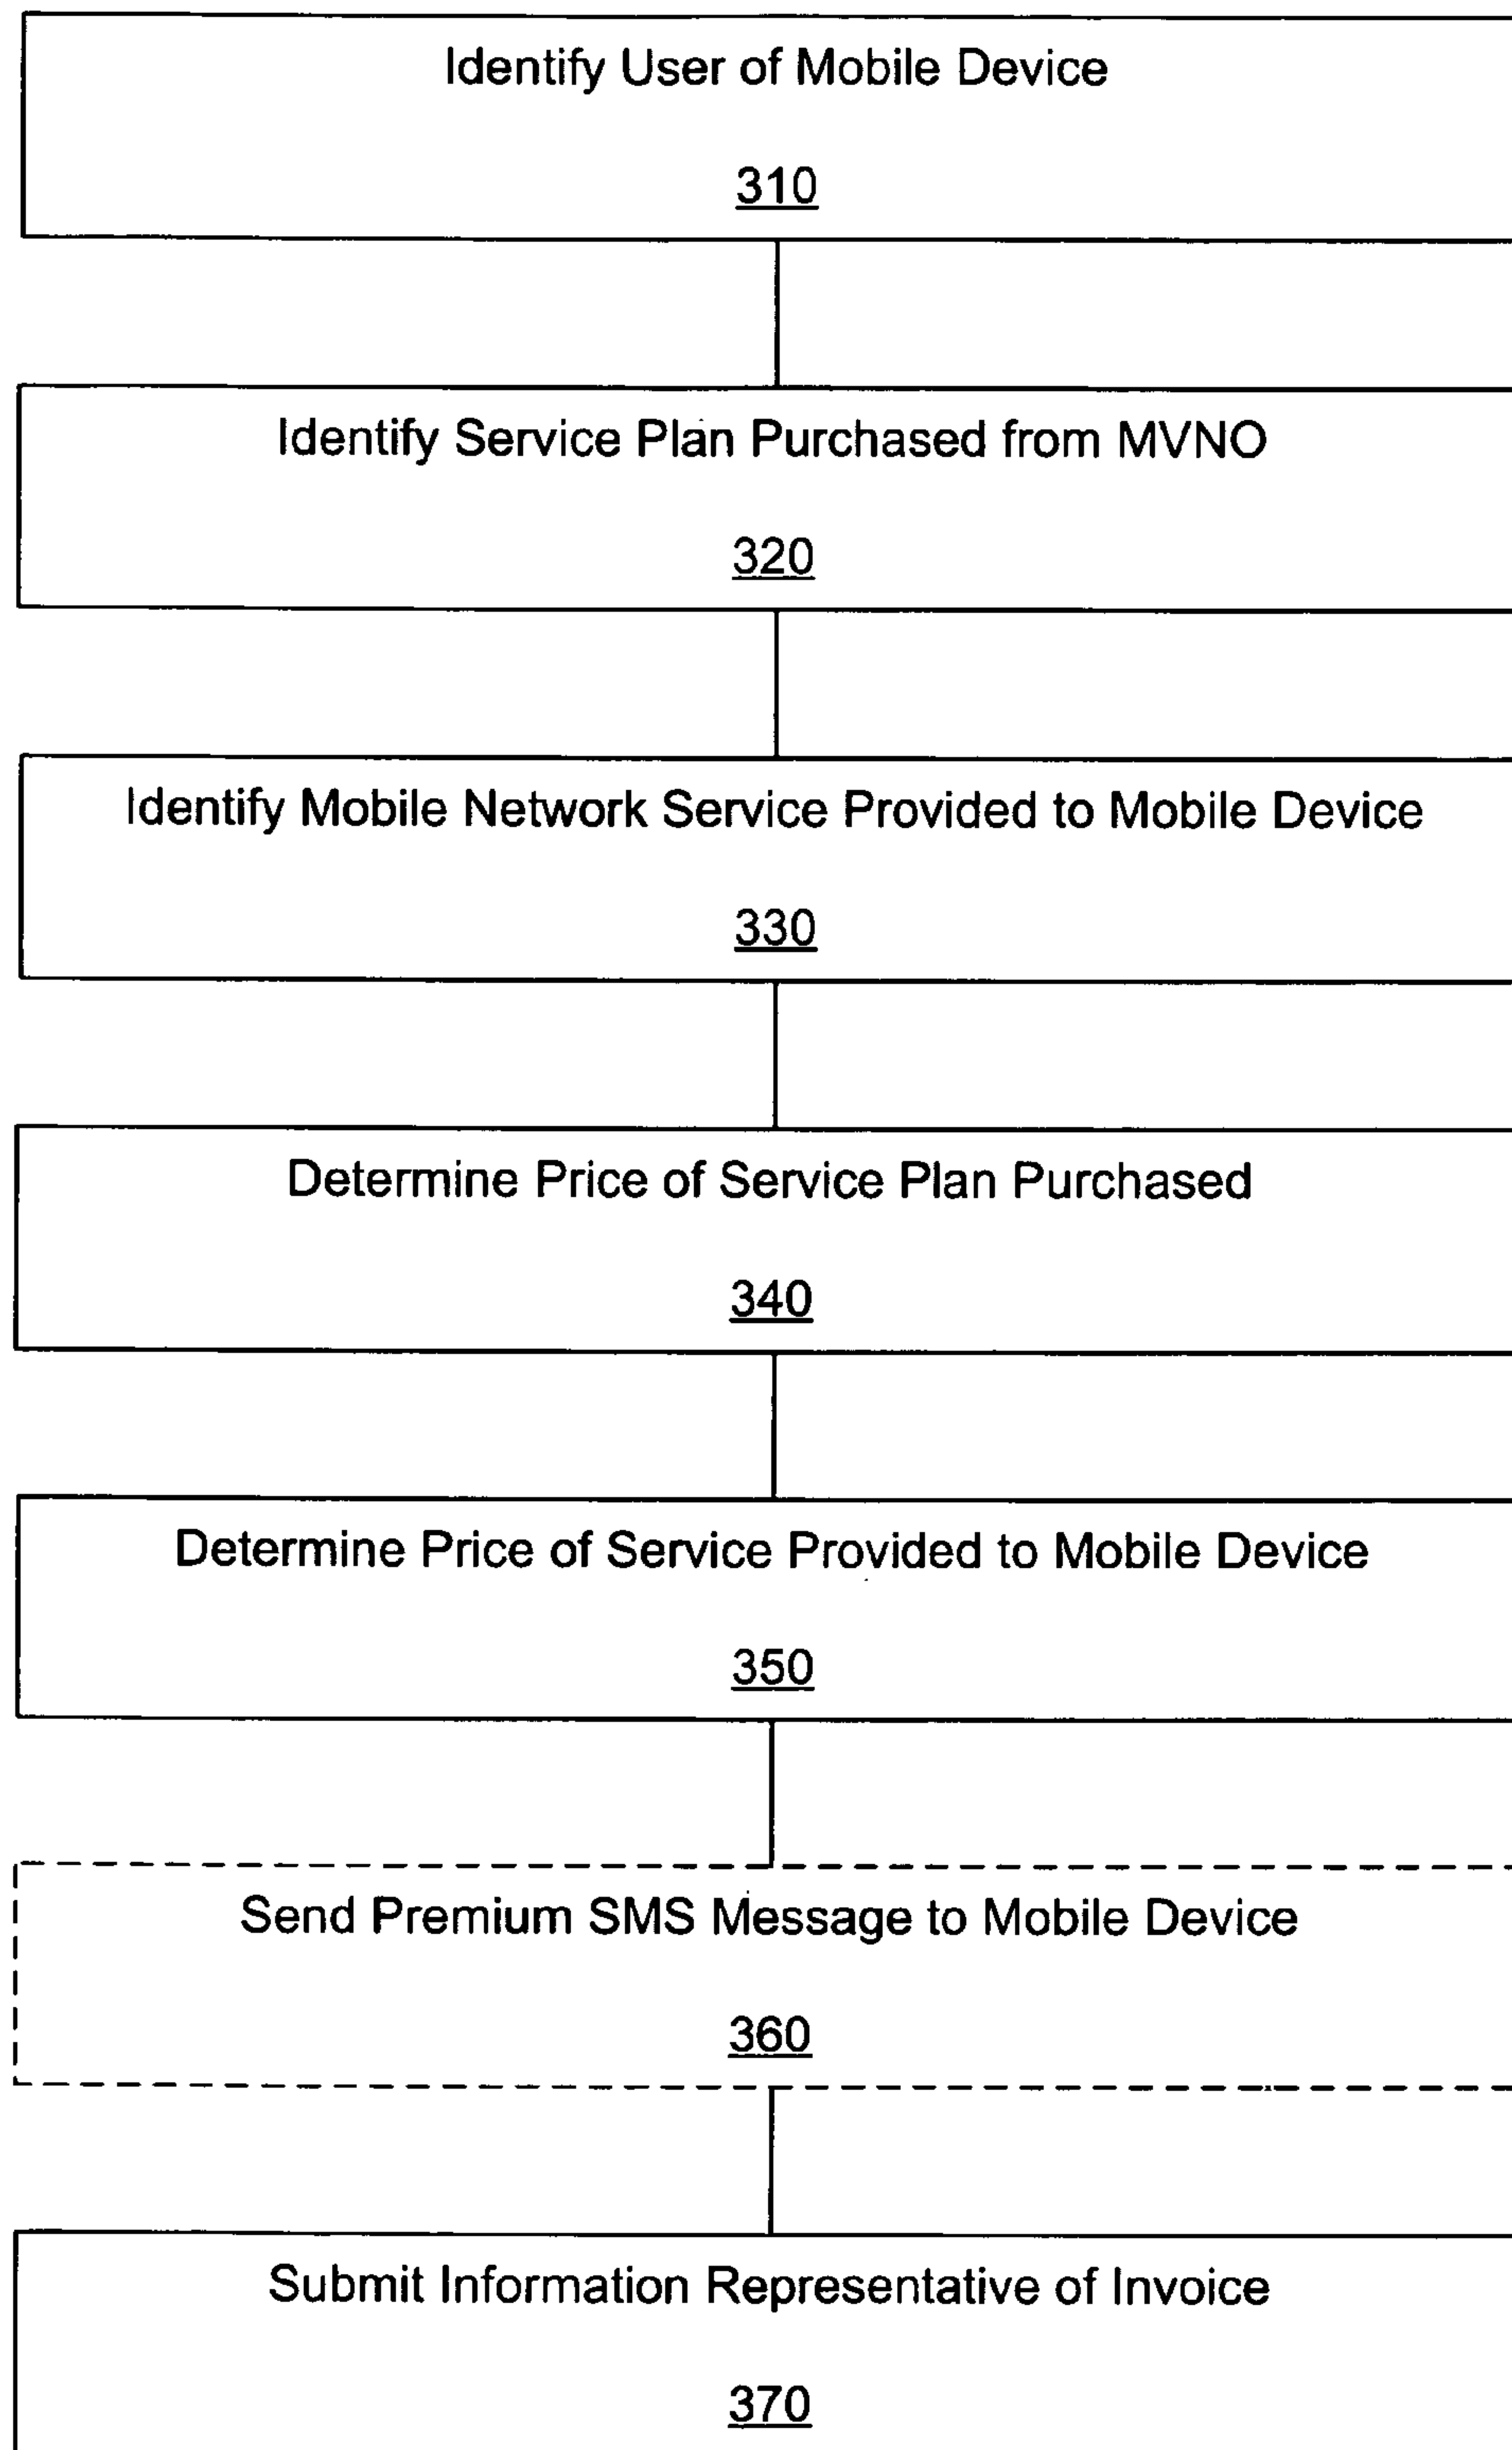 Identify User of Mobile Device
310
Identify Service Plan Purchased from MVNO
320
Identify Mobile Network Service Provided to Mobile Device
330
Determine Price of Service Plan Purchased
340
Determine Price of Service Provided to Mobile Device
350
Send Premium SMS Message to Mobile Device
360
Submit Information Representative of Invoice
370